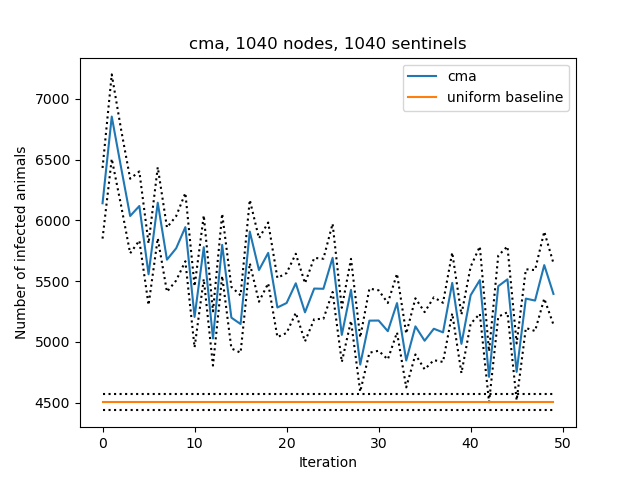 cma, 1040 nodes, 1040 sentinels
cma
uniform baseline
Number of infected animals
7000
6500
6000
5500
5000
4500
0 10 20 30 40 50
Iteration